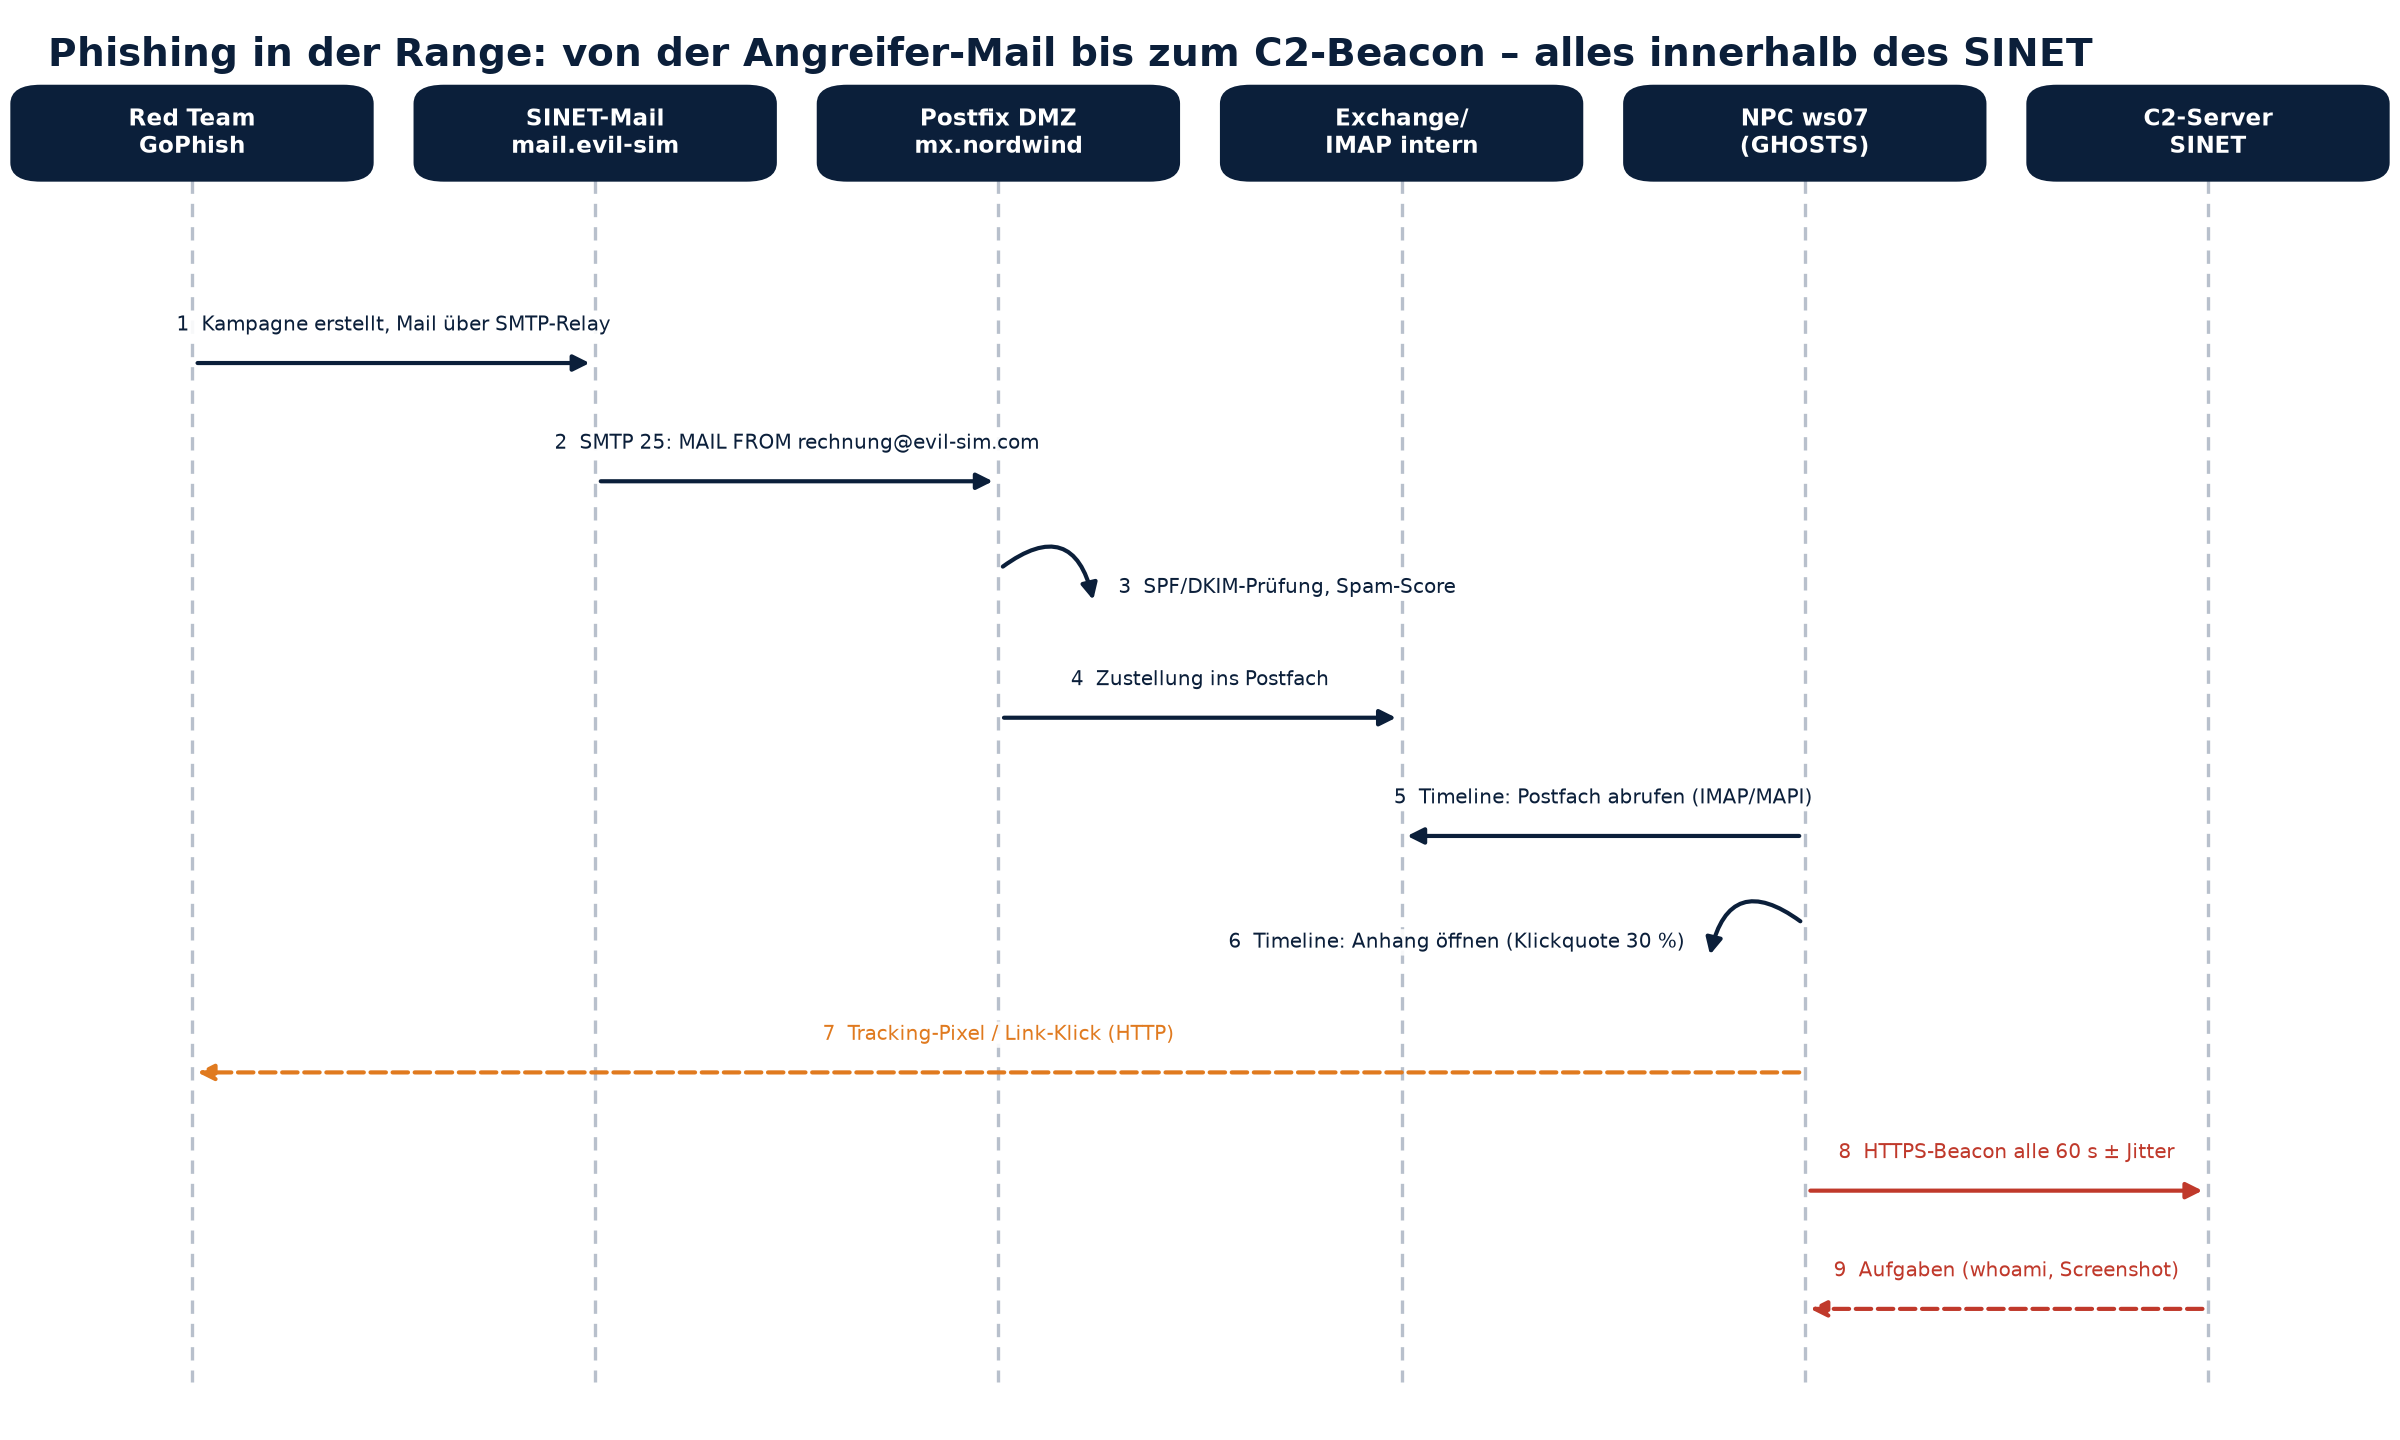 Phishing in der Range: von der Angreifer-Mail bis zum C2-Beacon – alles innerhalb des SINET
Red Team
GoPhish
SINET-Mail
mail.evil-sim
Postfix DMZ
mx.nordwind
Exchange/
IMAP intern
NPC ws07
(GHOSTS)
C2-Server
SINET
1 Kampagne erstellt, Mail über SMTP-Relay
2 SMTP 25: MAIL FROM rechnung@evil-sim.com
3 SPF/DKIM-Prüfung, Spam-Score
4 Zustellung ins Postfach
5 Timeline: Postfach abrufen (IMAP/MAPI)
6 Timeline: Anhang öffnen (Klickquote 30 %)
7 Tracking-Pixel / Link-Klick (HTTP)
8 HTTPS-Beacon alle 60 s ± Jitter
9 Aufgaben (whoami, Screenshot)